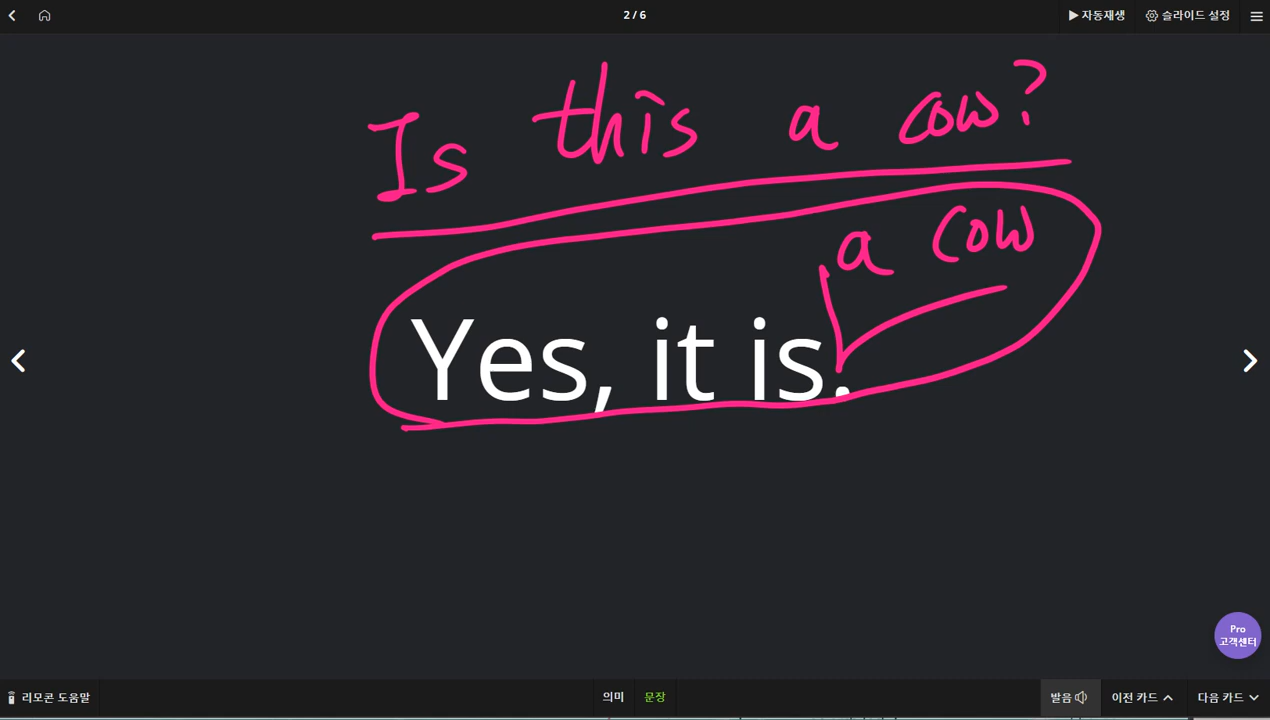 2 / 6
자동재생
슬라이드 설정
Is this a cow?
a cow
Yes, it is.
Pro
고객센터
리모콘 도움말
의미
문장
발음
이전 카드
다음 카드